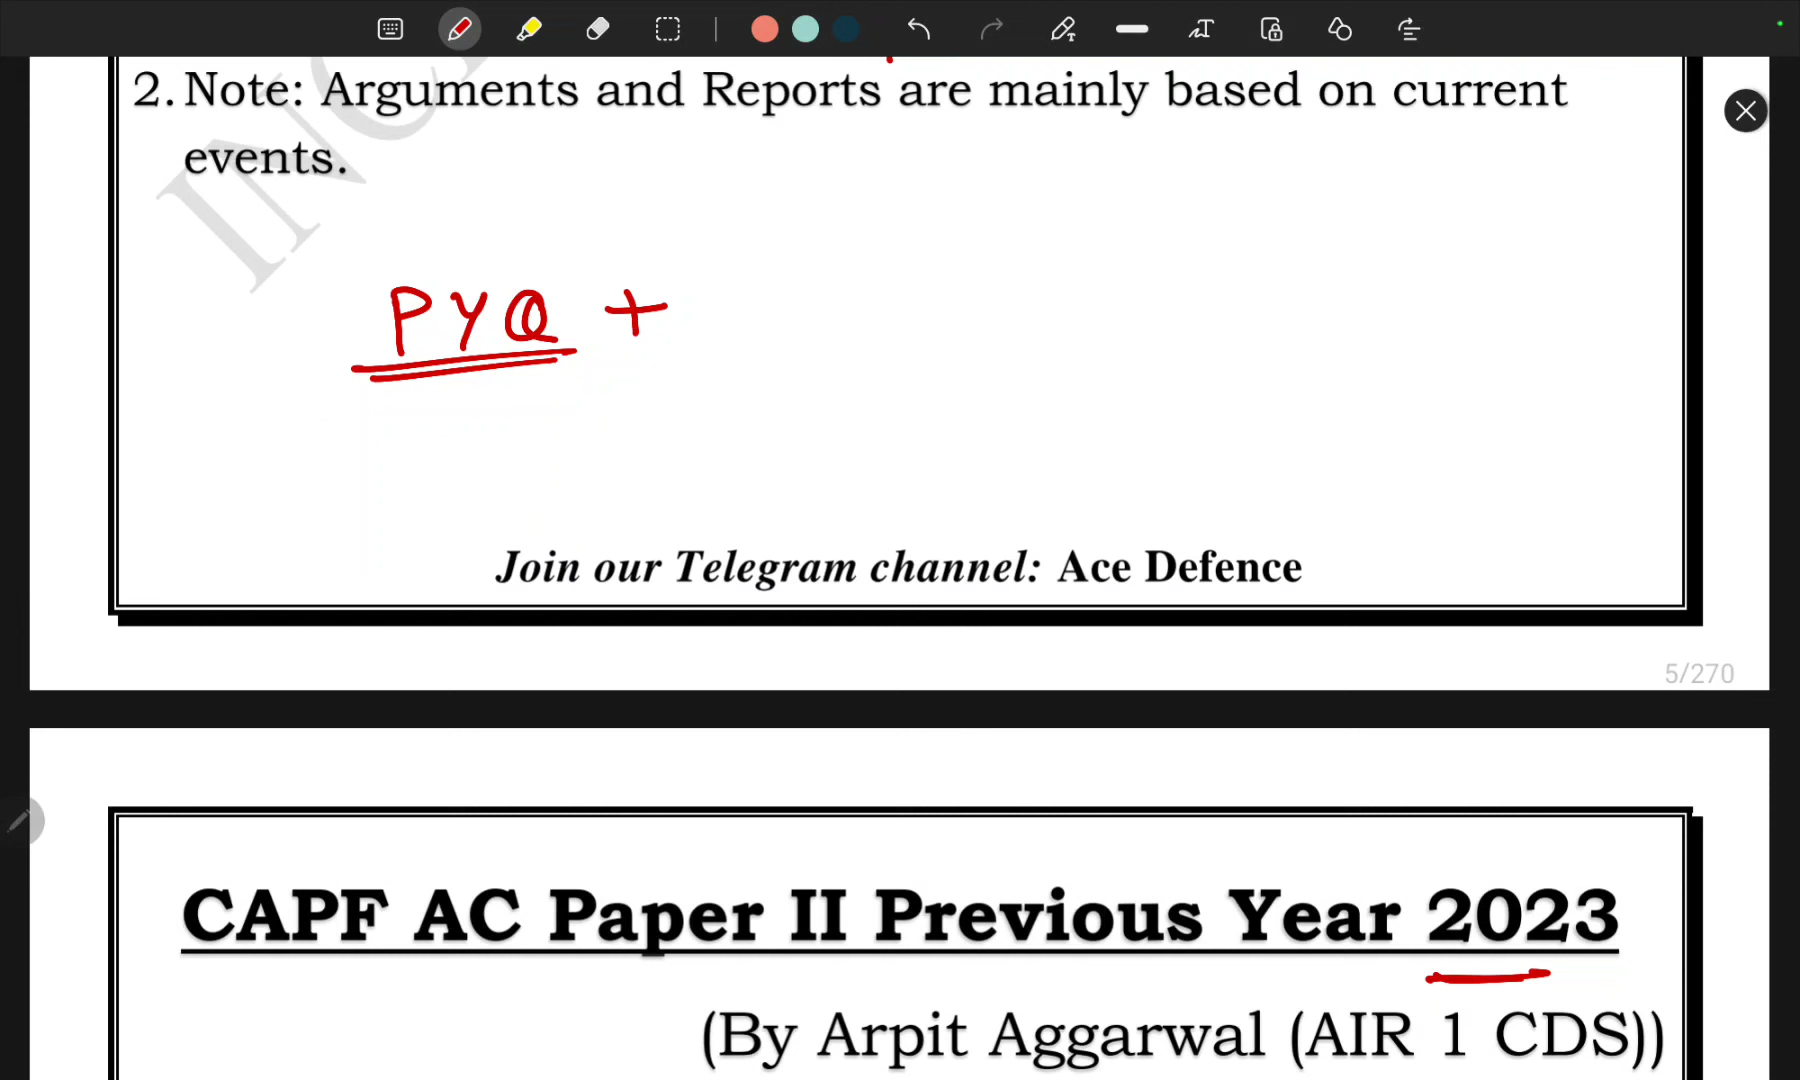 2. Note: Arguments and Reports are mainly based on current
events.
PYQ +
Join our Telegram channel: Ace Defence
5/270
CAPF AC Paper II Previous Year 2023
(By Arpit Aggarwal (AIR 1 CDS))